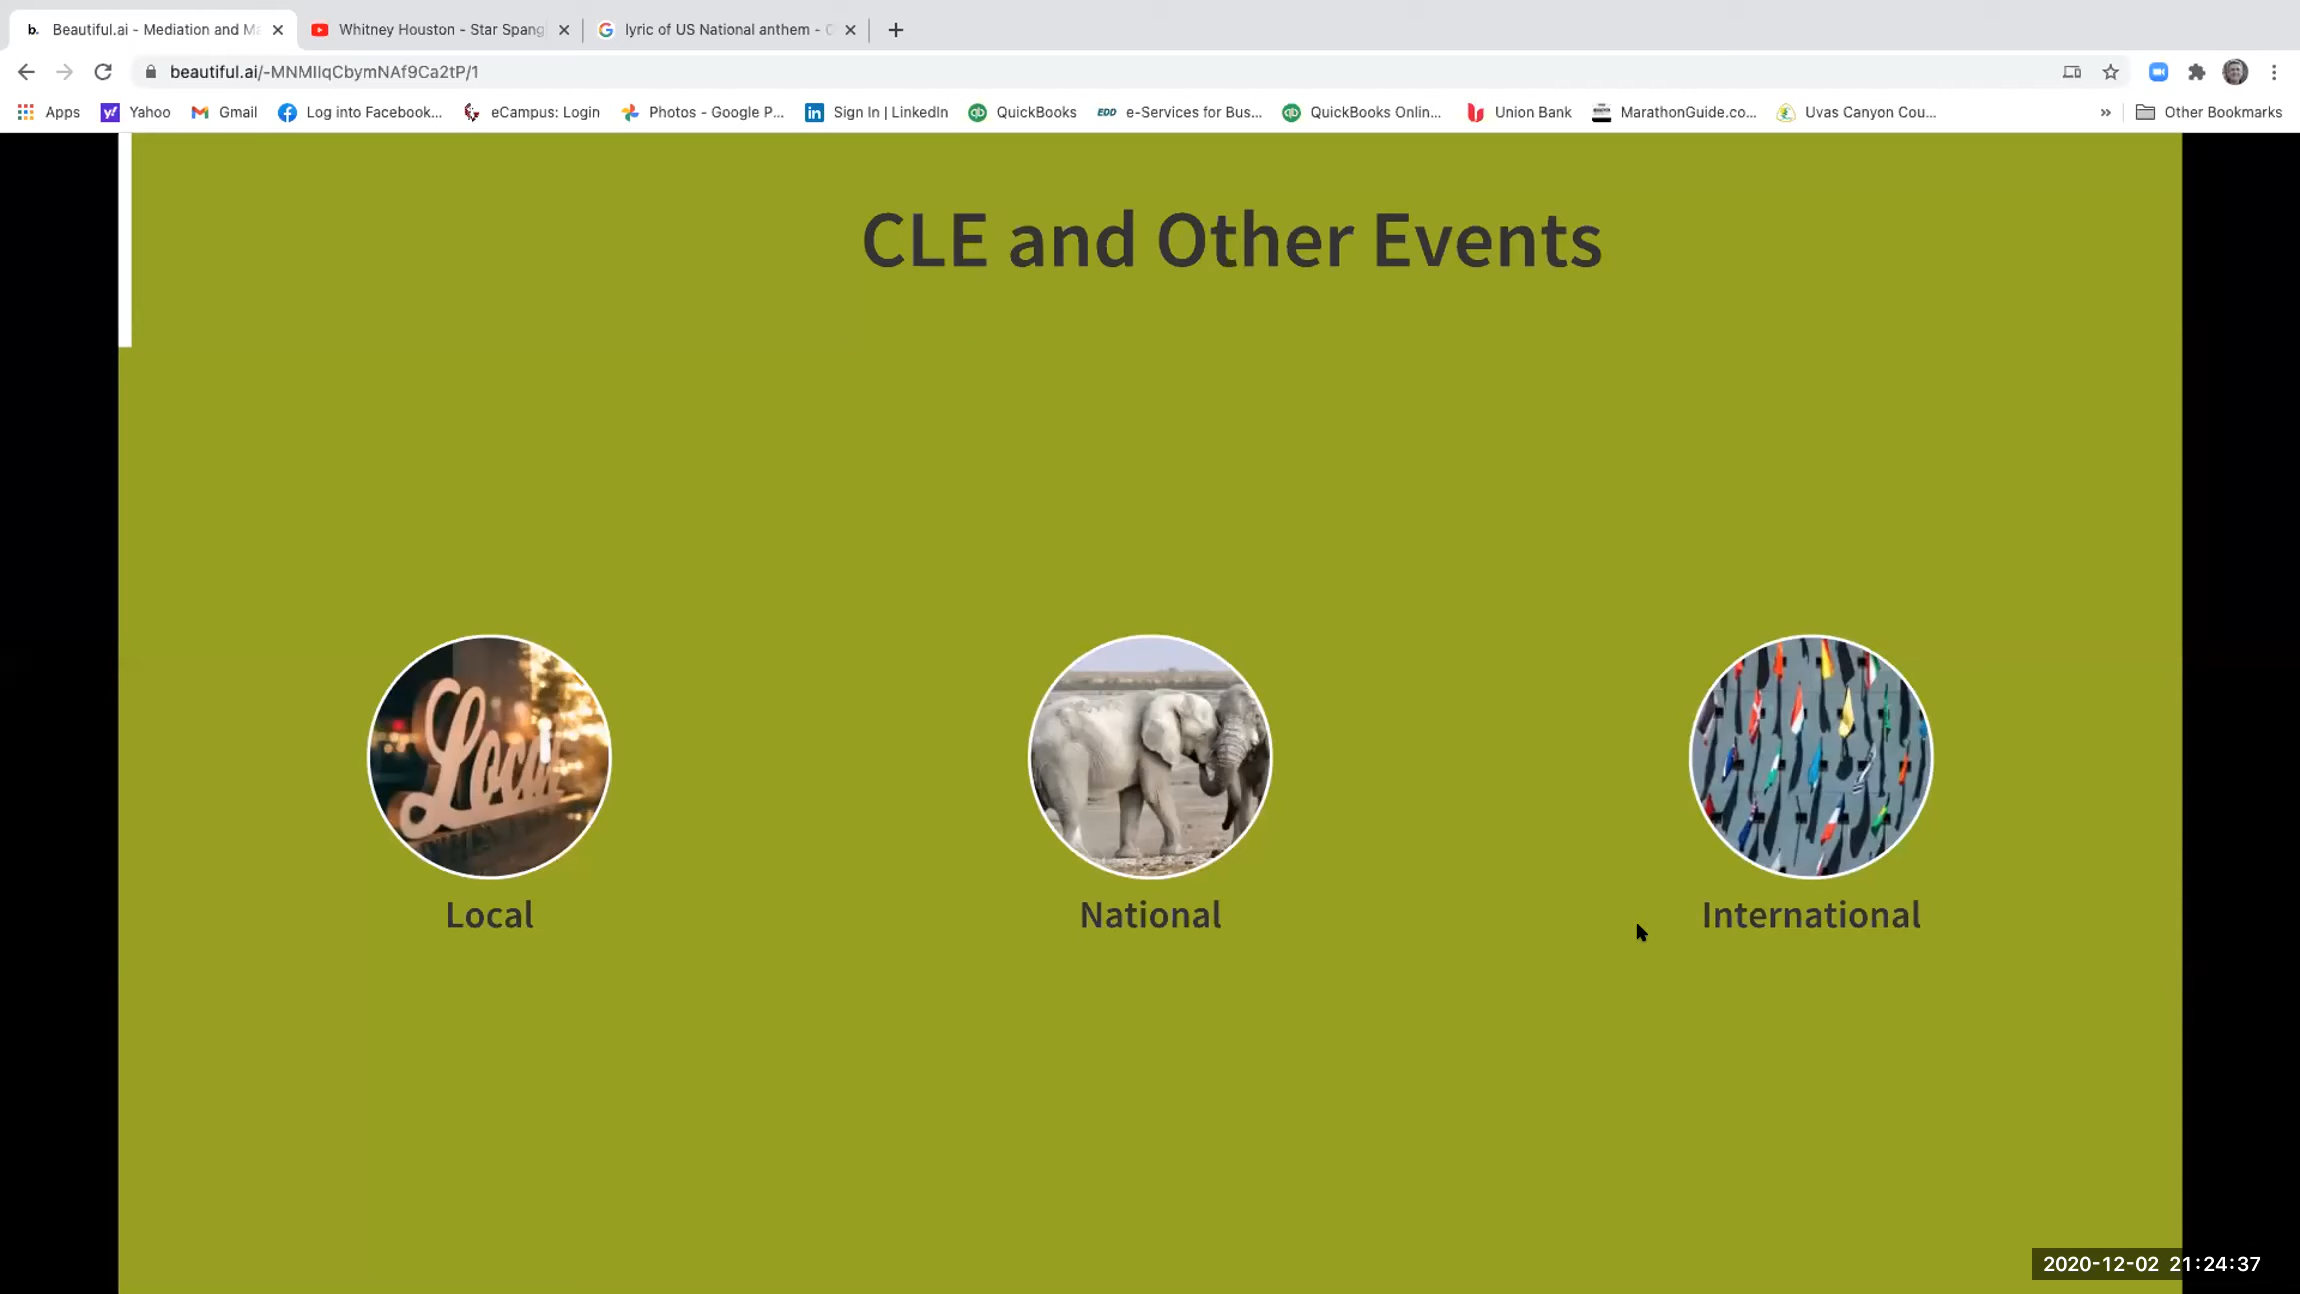 b. Beautiful.ai - Mediation and Ma
Whitney Houston - Star Spang
lyric of US National anthem -
beautiful.ai/-MNMIlqCbymNAf9Ca2tP/1
Apps Yahoo Gmail Log into Facebook... eCampus: Login Photos - Google P... Sign In | LinkedIn QuickBooks EDD e-Services for Bus... QuickBooks Onlin... Union Bank MarathonGuide.co... Uvas Canyon Cou... » Other Bookmarks
CLE and Other Events
Local
Local
National
International
2020-12-02 21:24:37